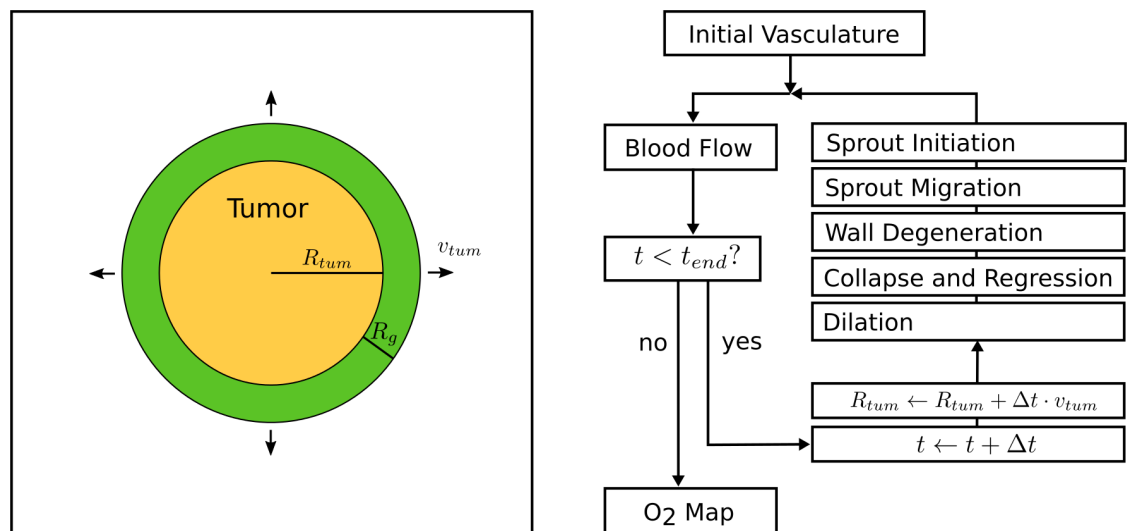 Tumor
R_tum
v_tum
R_g
Initial Vasculature
Blood Flow
t < t_end?
no
yes
O2 Map
Sprout Initiation
Sprout Migration
Wall Degeneration
Collapse and Regression
Dilation
R_tum ← R_tum + Δt · v_tum
t ← t + Δt